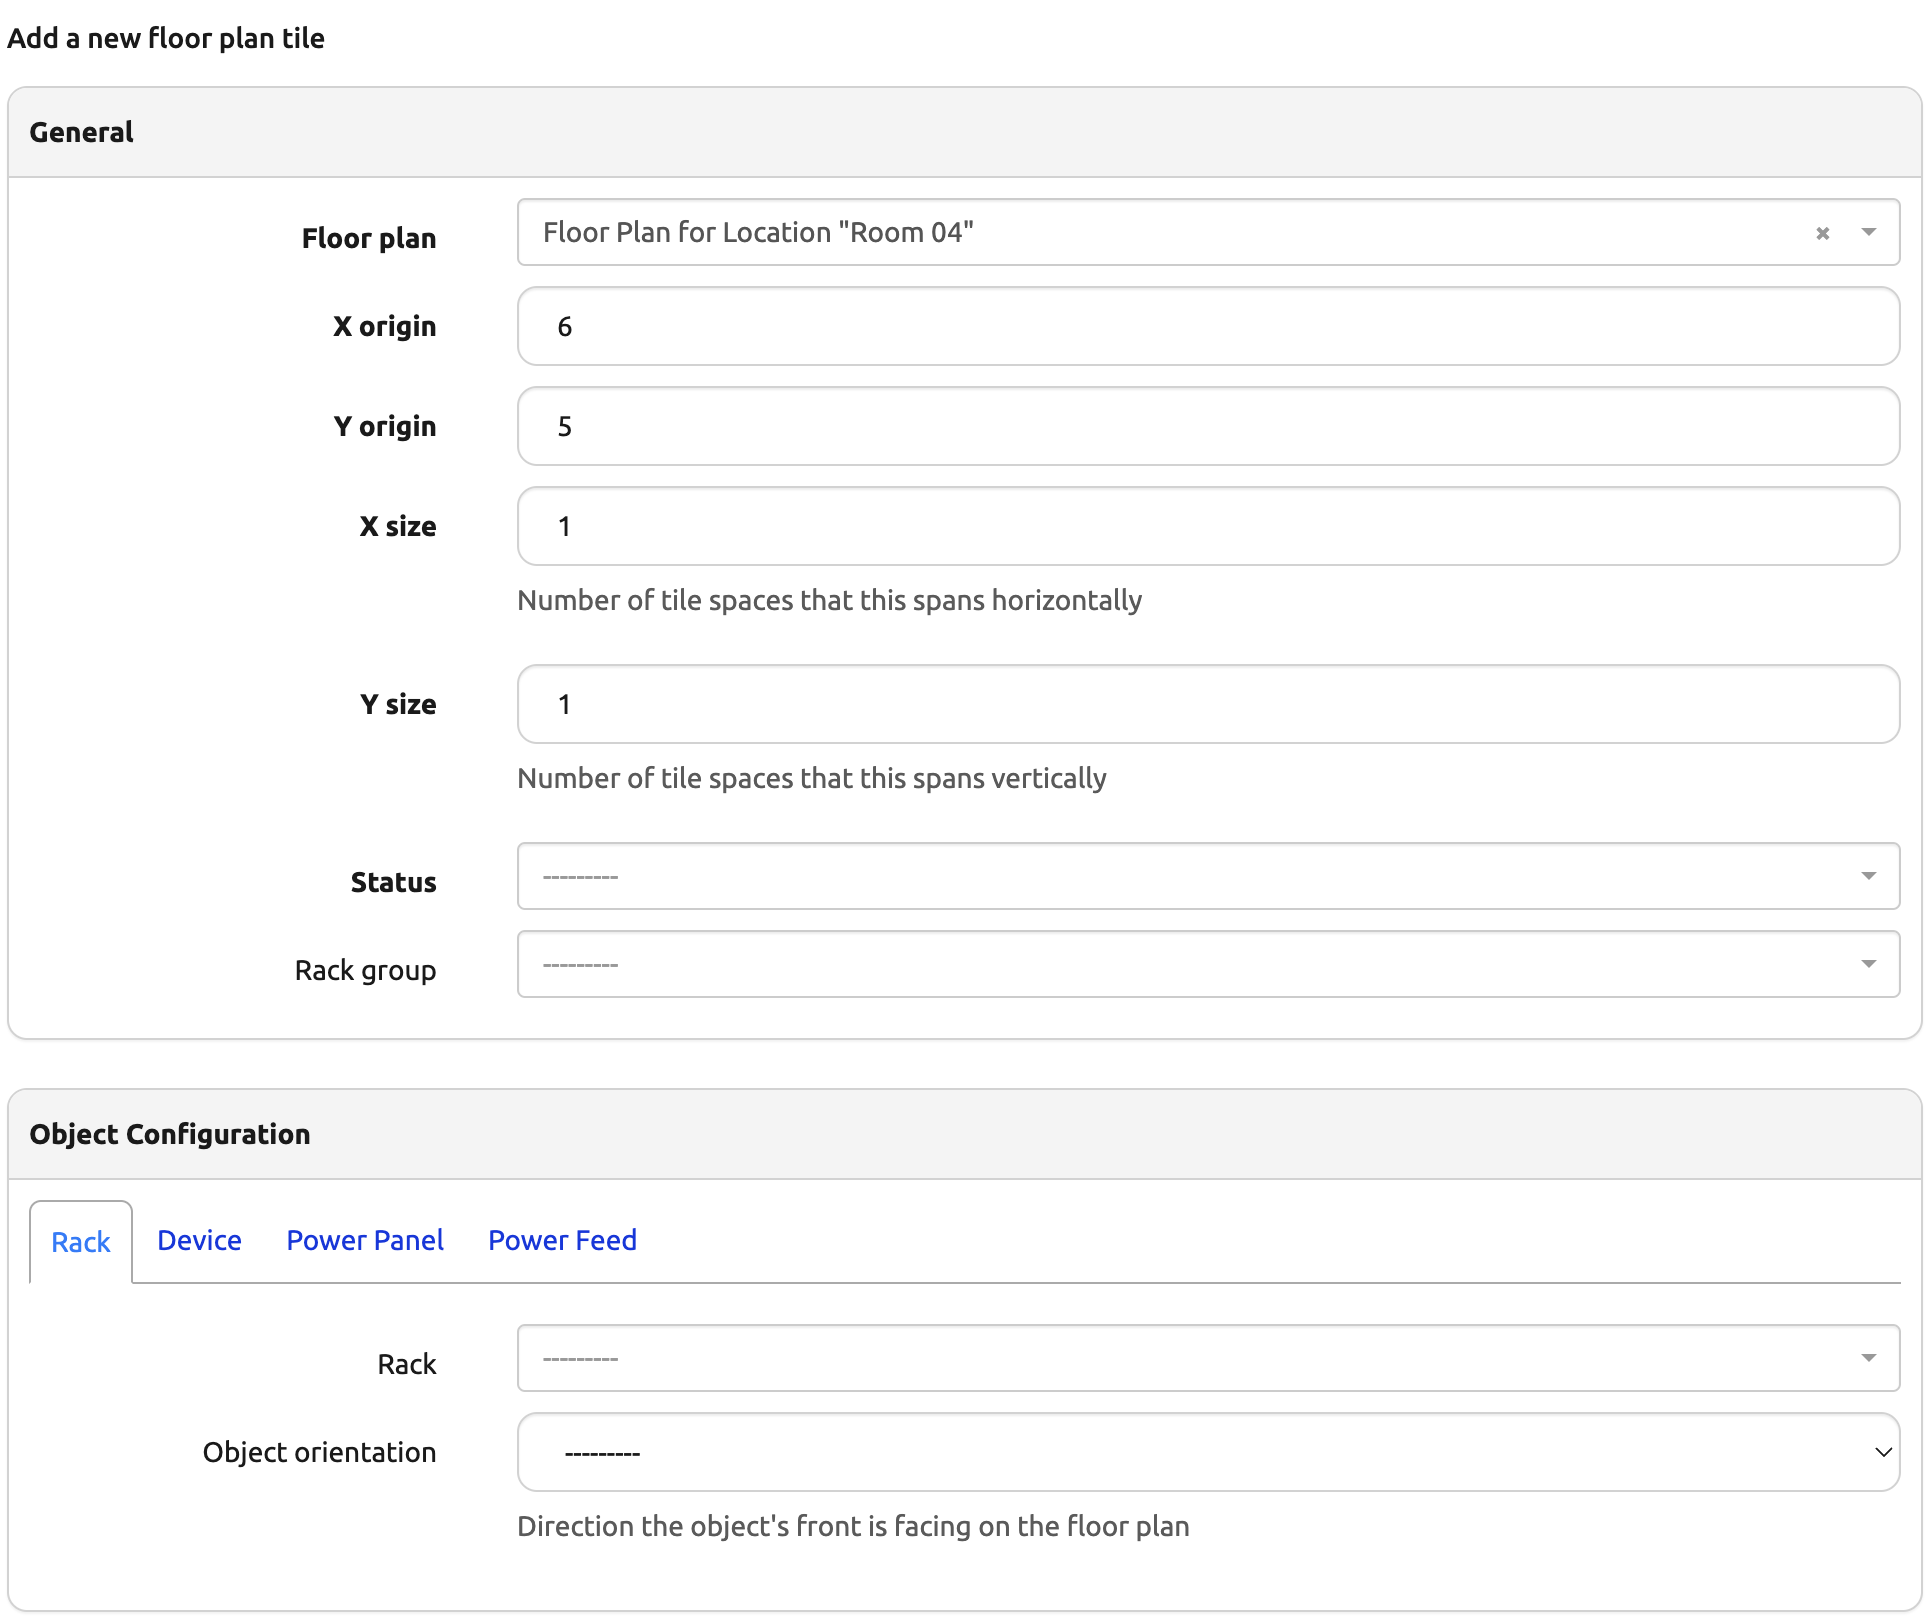 Add a new floor plan tile
General
Floor plan
Floor Plan for Location "Room 04"
X origin
6
Y origin
5
X size
1
Number of tile spaces that this spans horizontally
Y size
1
Number of tile spaces that this spans vertically
Status
---------
Rack group
---------
Object Configuration
Rack Device Power Panel Power Feed
Rack
---------
Object orientation
---------
Direction the object's front is facing on the floor plan